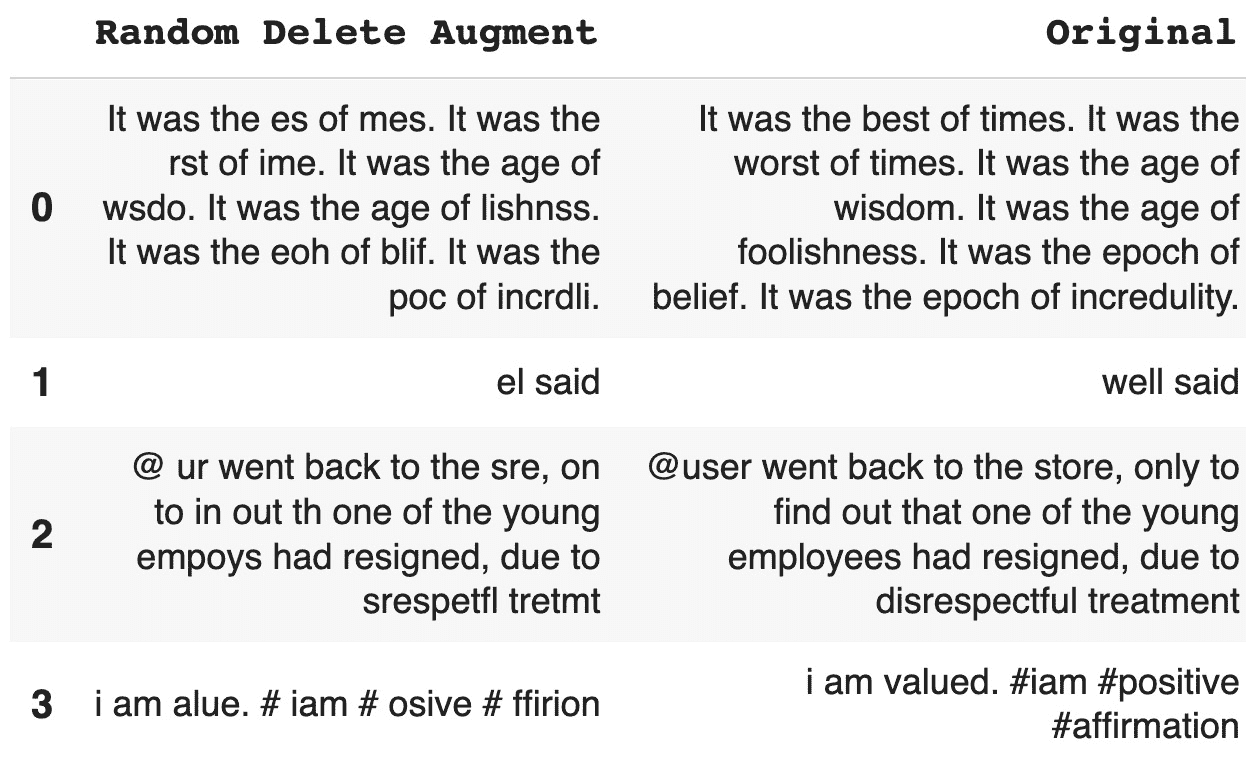 Random Delete Augment Original
0
It was the es of mes. It was the
rst of ime. It was the age of
wsdo. It was the age of lishnss.
It was the eoh of blif. It was the
poc of incrdli.
It was the best of times. It was the
worst of times. It was the age of
wisdom. It was the age of
foolishness. It was the epoch of
belief. It was the epoch of incredulity.
1
el said
well said
2
@ ur went back to the sre, on
to in out th one of the young
empoys had resigned, due to
srespetfl tretmt
@user went back to the store, only to
find out that one of the young
employees had resigned, due to
disrespectful treatment
3
i am alue. # iam # osive # ffirion
i am valued. #iam #positive
#affirmation